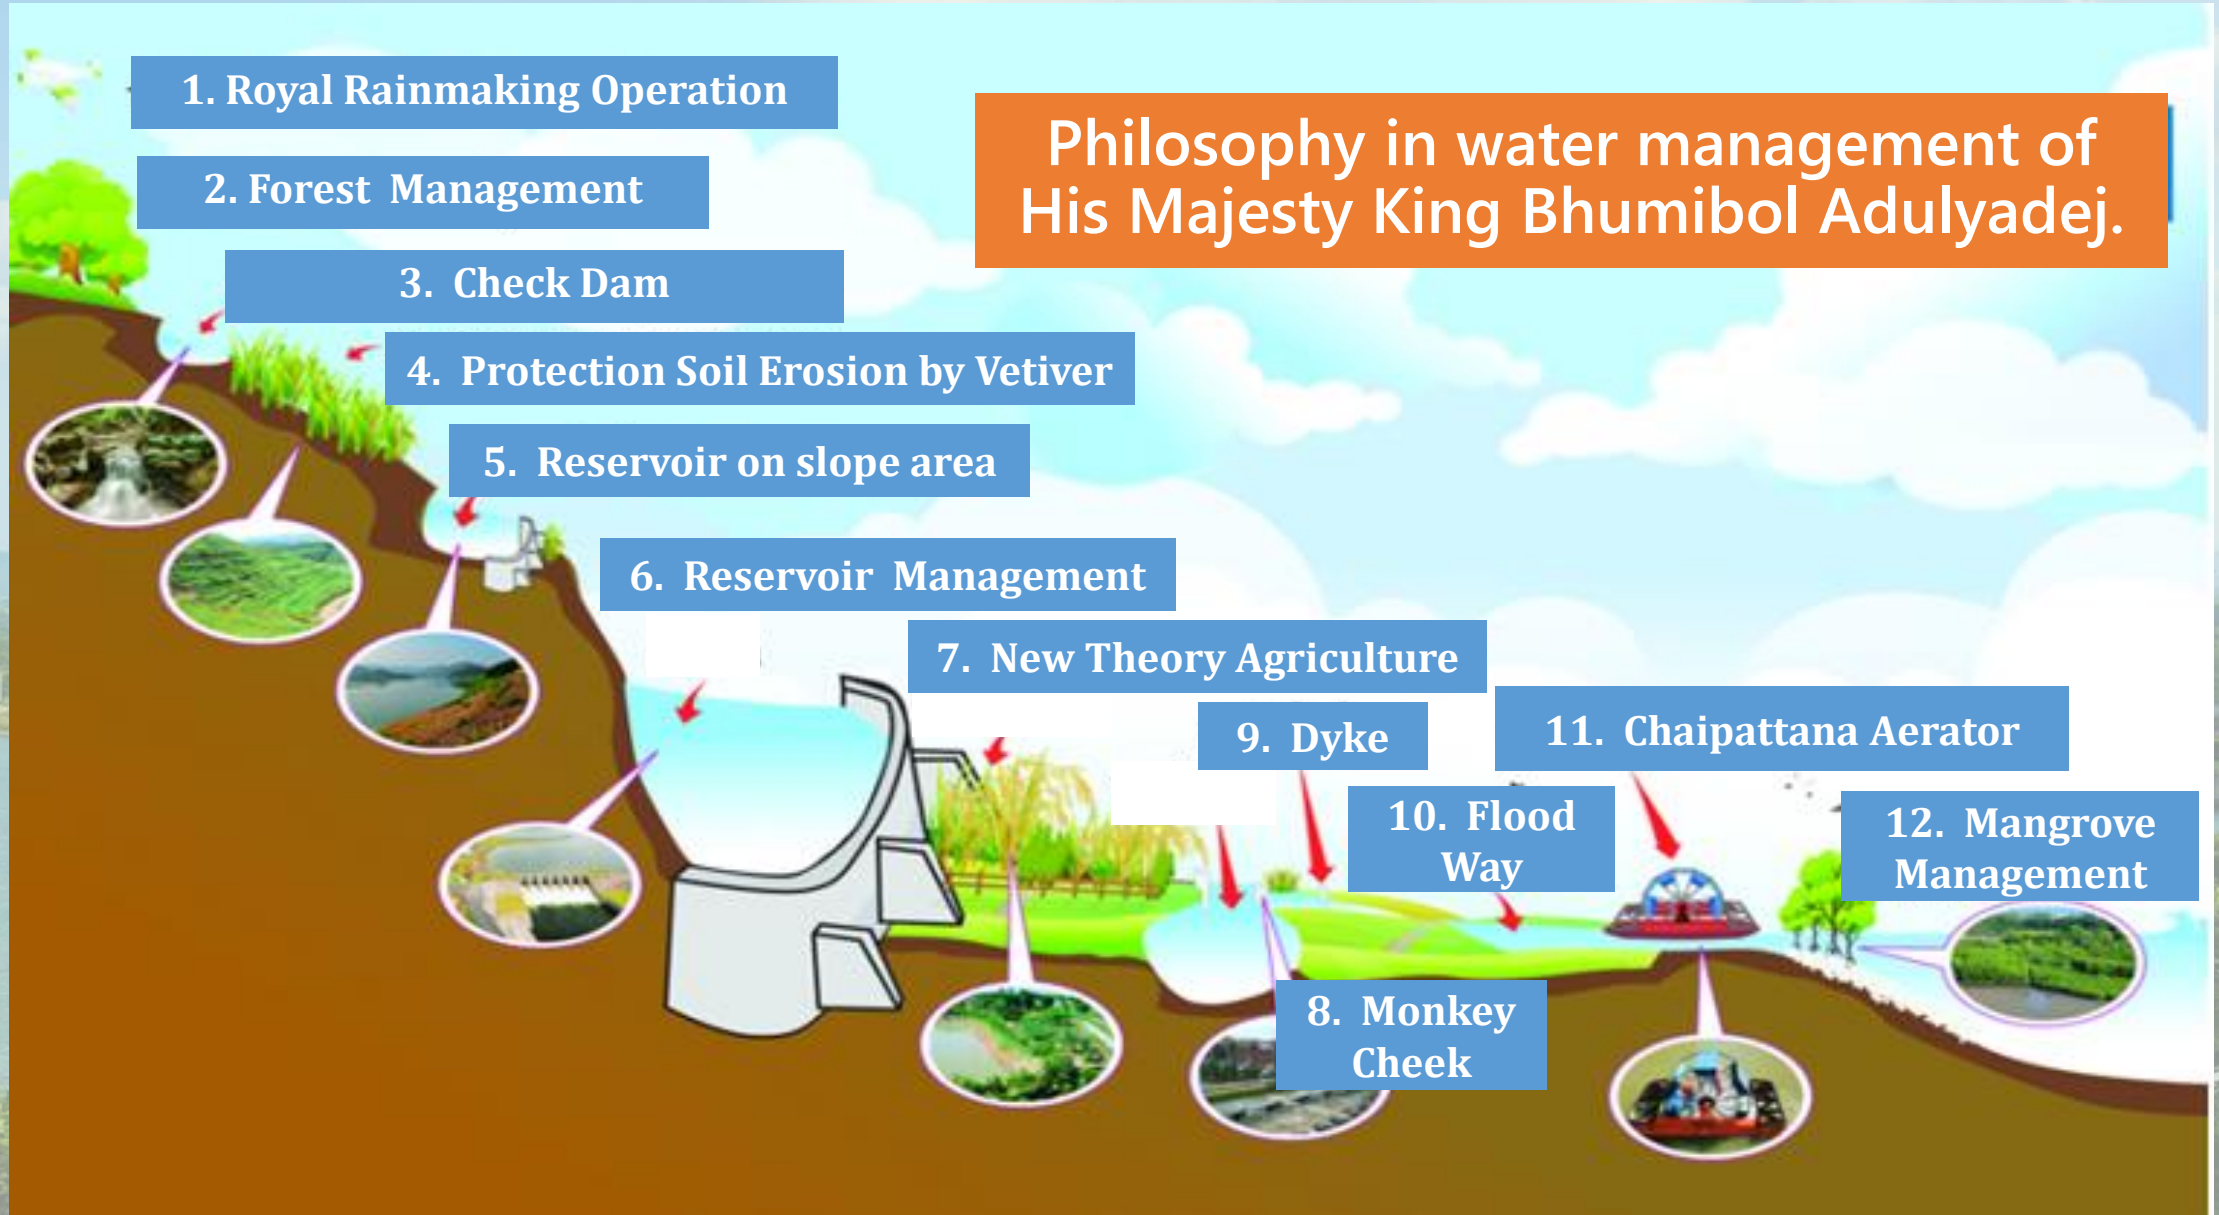 1. Royal Rainmaking Operation
Philosophy in water management of
His Majesty King Bhumibol Adulyadej.
2. Forest Management
3. Check Dam
4. Protection Soil Erosion by Vetiver
5. Reservoir on slope area
6. Reservoir Management
7. New Theory Agriculture
9. Dyke
11. Chaipattana Aerator
10. Flood
Way
12. Mangrove
Management
8. Monkey
Cheek